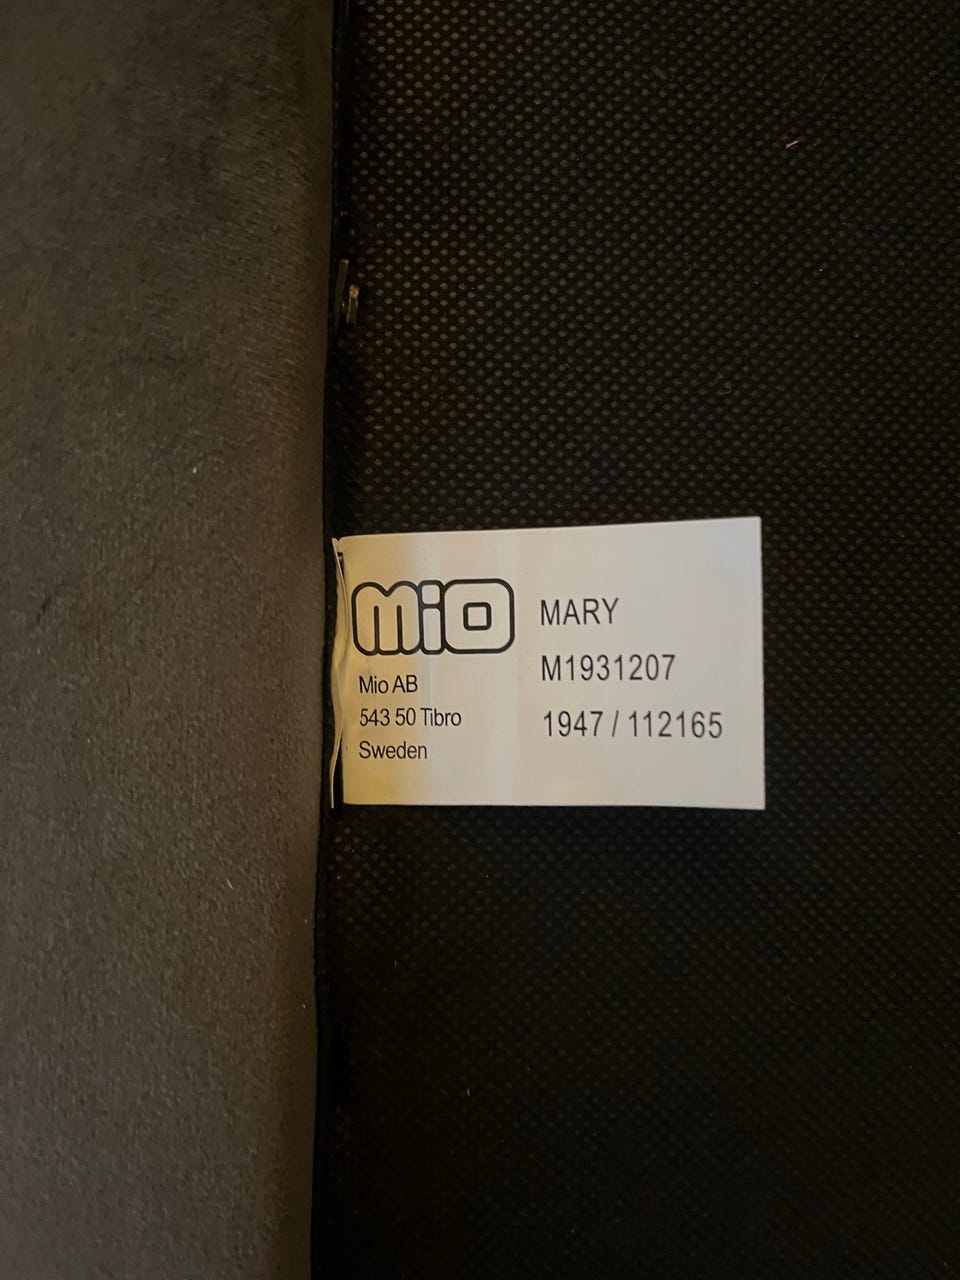 mio
Mio AB
543 50 Tibro
Sweden
MARY
M1931207
1947 / 112165